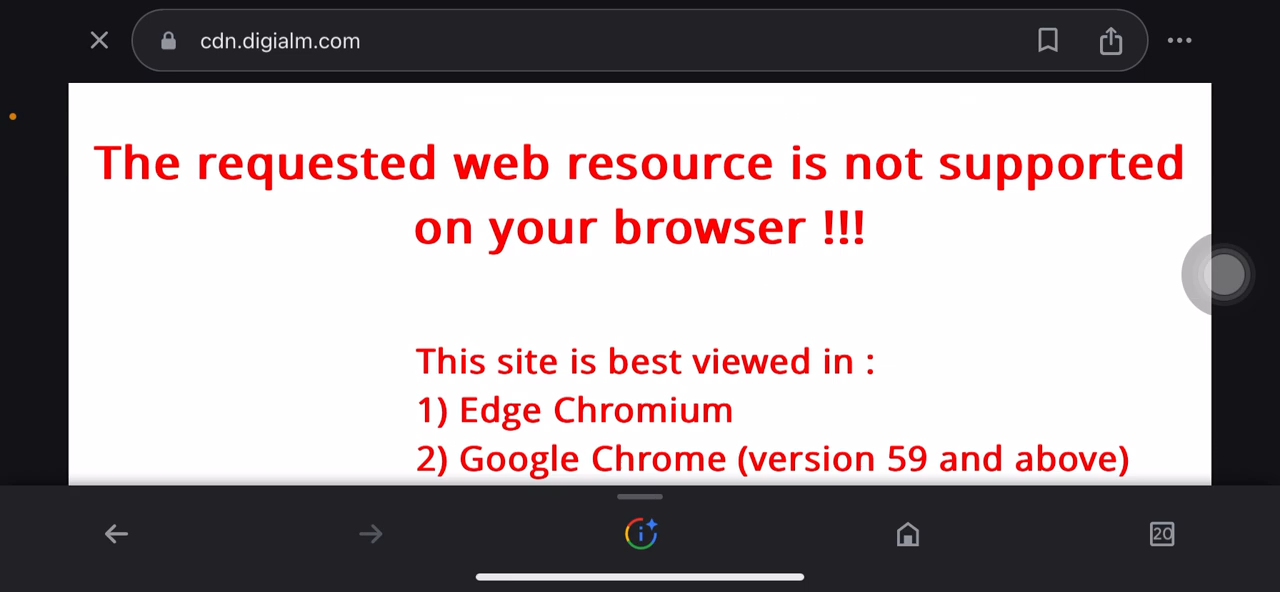 cdn.digialm.com
The requested web resource is not supported
on your browser !!!
This site is best viewed in :
1) Edge Chromium
2) Google Chrome (version 59 and above)
20